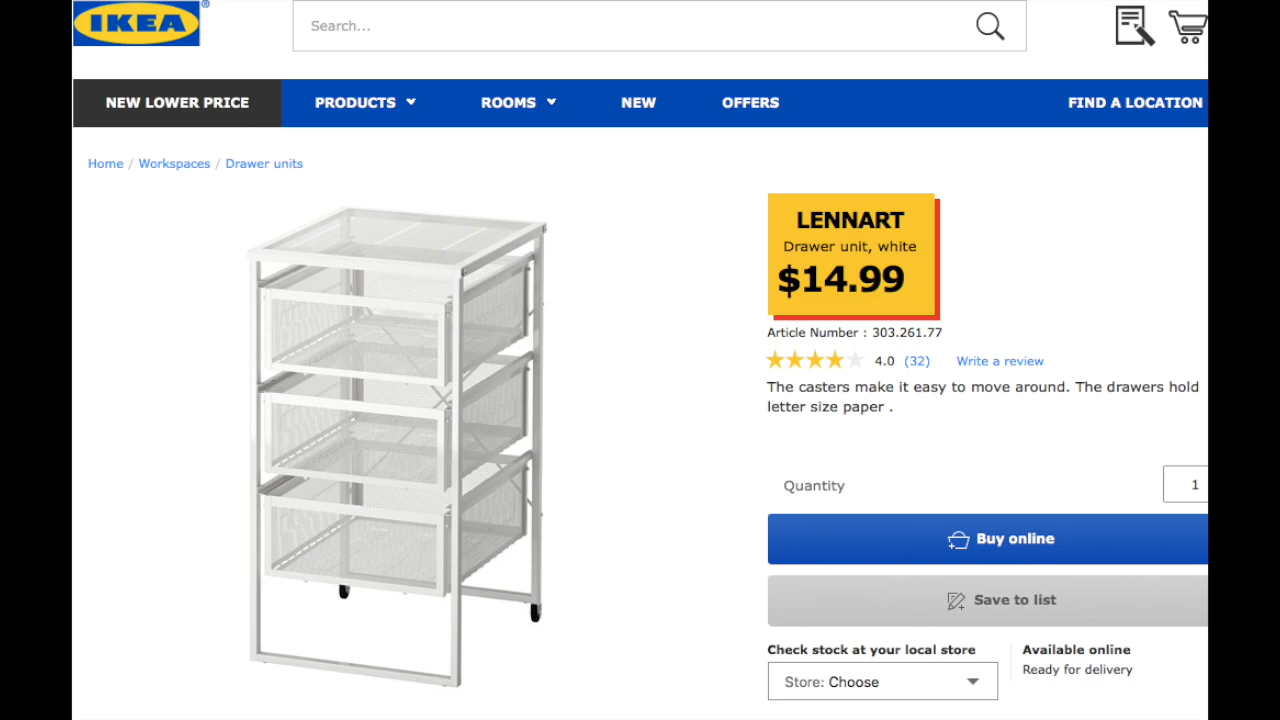 IKEA®
Search...
NEW LOWER PRICE PRODUCTS ROOMS NEW OFFERS FIND A LOCATION
Home / Workspaces / Drawer units
LENNART
Drawer unit, white
$14.99
Article Number : 303.261.77
4.0 (32) Write a review
The casters make it easy to move around. The drawers hold
letter size paper .
Quantity 1
Buy online
Save to list
Check stock at your local store
Store: Choose
Available online
Ready for delivery